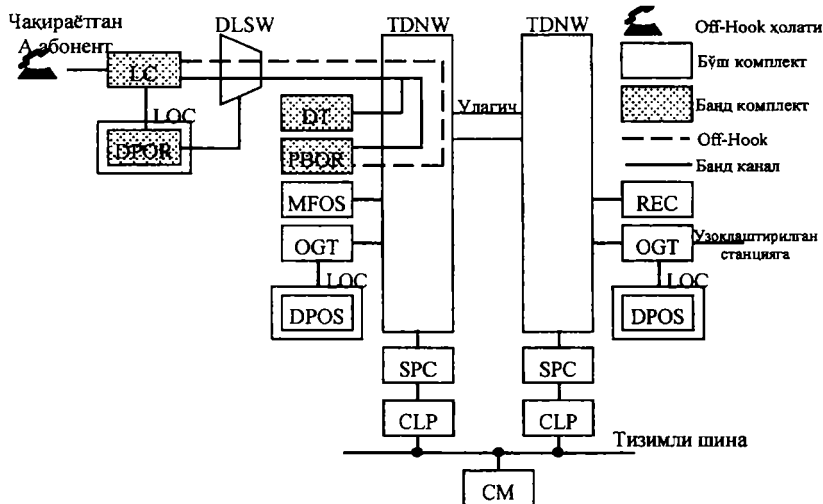 Чақираётган
А абонент
DLSW
TDNW
TDNW
Off-Hook ҳолати
Бўш комплект
Банд комплект
Off-Hook
Банд канал
LC
LOC
DPOR
DT
PBOR
MFOS
OGT
LOC
DPOS
Улагич
REC
OGT
Узоқлаштирилган
станцияга
LOC
DPOS
SPC
SPC
CLP
CLP
Тизимли шина
CM